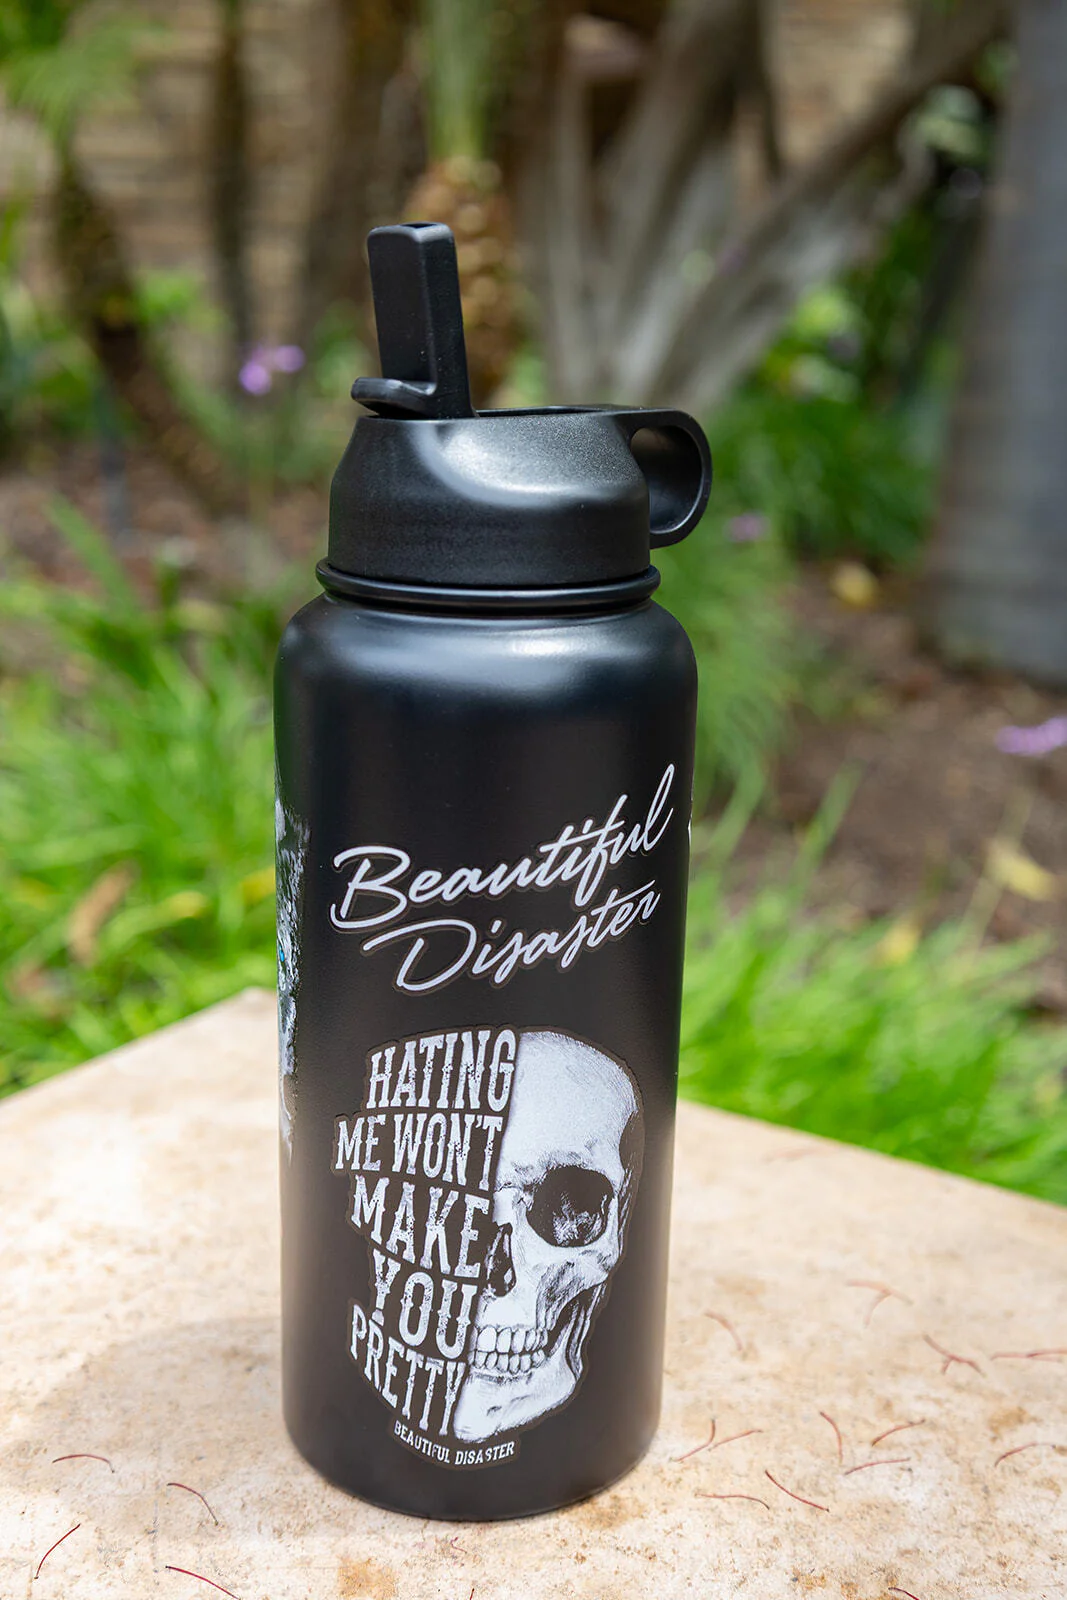 Beautiful
Disaster
HATING
ME WON'T
MAKE
YOU
PRETTY
BEAUTIFUL DISASTER